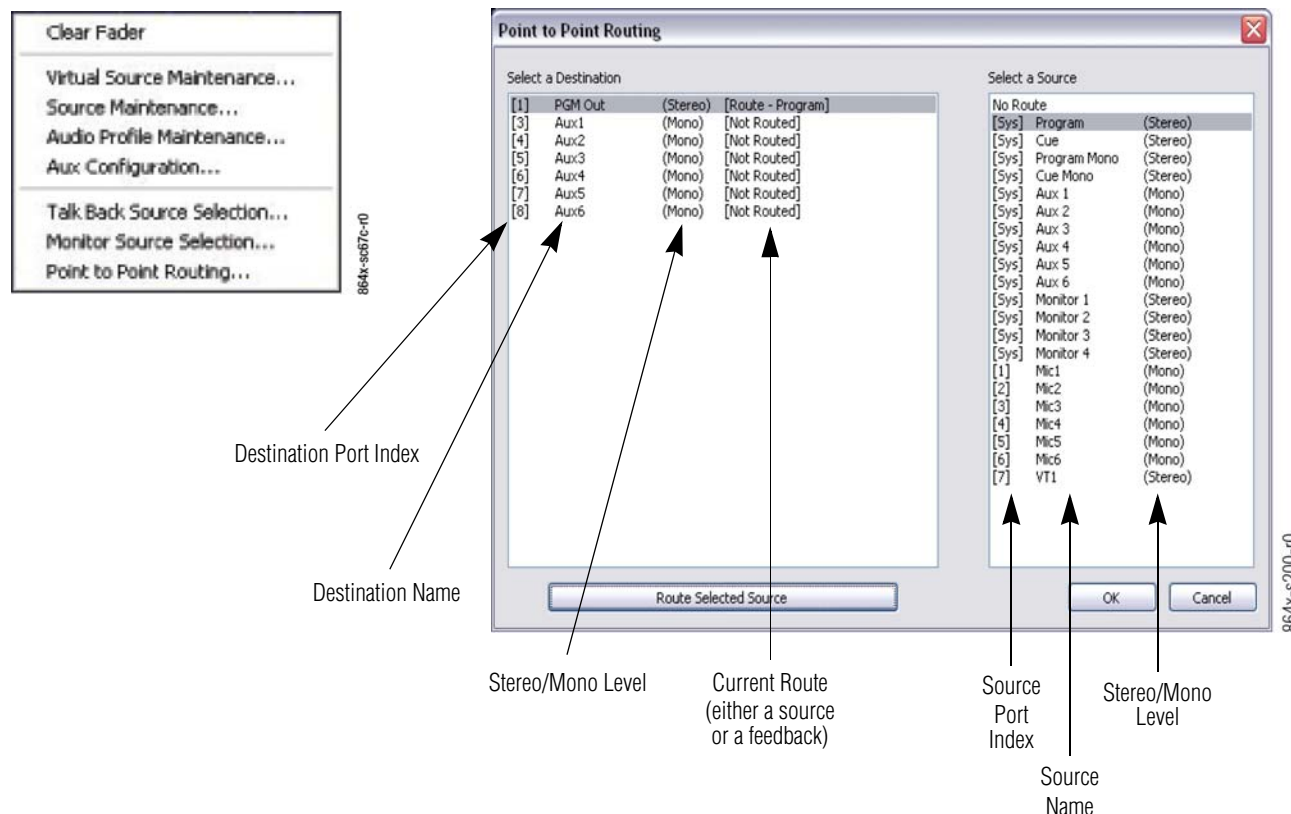 Clear Fader
Virtual Source Maintenance...
Source Maintenance...
Audio Profile Maintenance...
Aux Configuration...
Talk Back Source Selection...
Monitor Source Selection...
Point to Point Routing...
864x-sc67c-r0
Point to Point Routing
Select a Destination
[1] PGM Out (Stereo) [Route - Program]
[3] Aux1 (Mono) [Not Routed]
[4] Aux2 (Mono) [Not Routed]
[5] Aux3 (Mono) [Not Routed]
[6] Aux4 (Mono) [Not Routed]
[7] Aux5 (Mono) [Not Routed]
[8] Aux6 (Mono) [Not Routed]
Select a Source
No Route
[Sys] Program (Stereo)
[Sys] Cue (Stereo)
[Sys] Program Mono (Stereo)
[Sys] Cue Mono (Stereo)
[Sys] Aux 1 (Mono)
[Sys] Aux 2 (Mono)
[Sys] Aux 3 (Mono)
[Sys] Aux 4 (Mono)
[Sys] Aux 5 (Mono)
[Sys] Aux 6 (Mono)
[Sys] Monitor 1 (Stereo)
[Sys] Monitor 2 (Stereo)
[Sys] Monitor 3 (Stereo)
[Sys] Monitor 4 (Stereo)
[1] Mic1 (Mono)
[2] Mic2 (Mono)
[3] Mic3 (Mono)
[4] Mic4 (Mono)
[5] Mic5 (Mono)
[6] Mic6 (Mono)
[7] VT1 (Stereo)
Route Selected Source
OK
Cancel
864x-s200-r0
Destination Port Index
Destination Name
Stereo/Mono Level
Current Route
(either a source
or a feedback)
Source
Port
Index
Source
Name
Stereo/Mono
Level